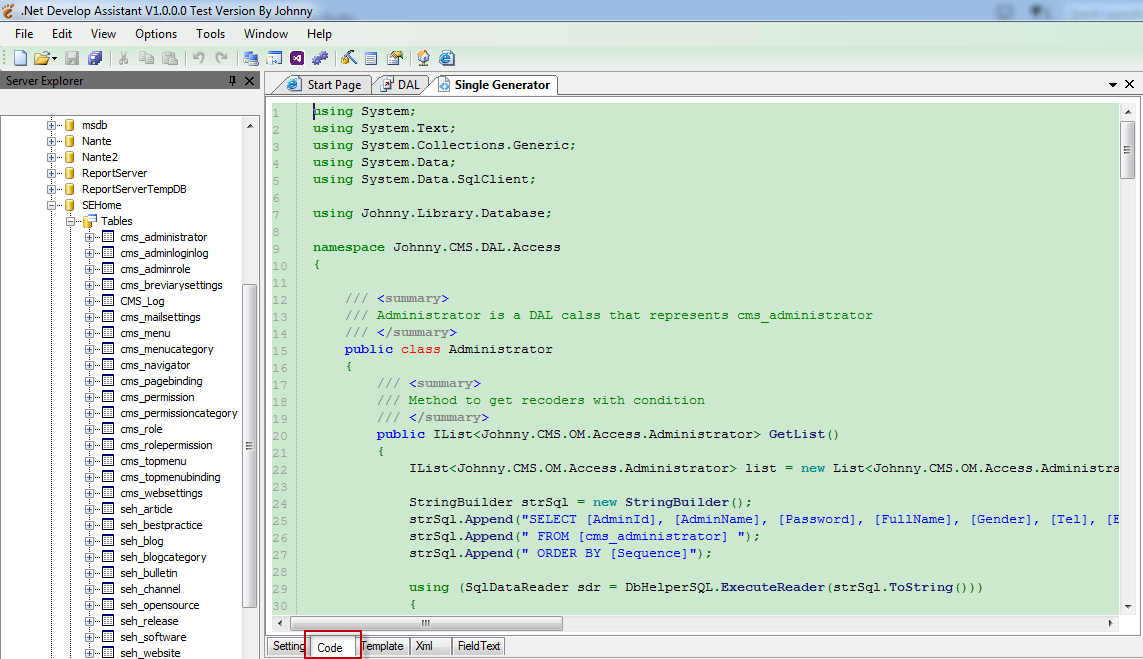 .Net Develop Assistant V1.0.0.0 Test Version By Johnny
File Edit View Options Tools Window Help
Server Explorer
msdb
Nante
Nante2
ReportServer
ReportServerTempDB
SEHome
Tables
cms_administrator
cms_adminloginlog
cms_adminrole
cms_breviarysettings
CMS_Log
cms_mailsettings
cms_menu
cms_menucategory
cms_navigator
cms_pagebinding
cms_permission
cms_permissioncategory
cms_role
cms_rolepermission
cms_topmenu
cms_topmenubinding
cms_websettings
seh_article
seh_bestpractice
seh_blog
seh_blogcategory
seh_bulletin
seh_channel
seh_opensource
seh_release
seh_software
seh_website
Start Page DAL Single Generator
1 using System;
2 using System.Text;
3 using System.Collections.Generic;
4 using System.Data;
5 using System.Data.SqlClient;
6
7 using Johnny.Library.Database;
8
9 namespace Johnny.CMS.DAL.Access
10 {
11
12 /// <summary>
13 /// Administrator is a DAL calss that represents cms_administrator
14 /// </summary>
15 public class Administrator
16 {
17 /// <summary>
18 /// Method to get recoders with condition
19 /// </summary>
20 public IList<Johnny.CMS.OM.Access.Administrator> GetList()
21 {
22 IList<Johnny.CMS.OM.Access.Administrator> list = new List<Johnny.CMS.OM.Access.Administra
23
24 StringBuilder strSql = new StringBuilder();
25 strSql.Append("SELECT [AdminId], [AdminName], [Password], [FullName], [Gender], [Tel], [E
26 strSql.Append(" FROM [cms_administrator] ");
27 strSql.Append(" ORDER BY [Sequence]");
28
29 using (SqlDataReader sdr = DbHelperSQL.ExecuteReader(strSql.ToString()))
30 {
Setting Code Template Xml FieldText